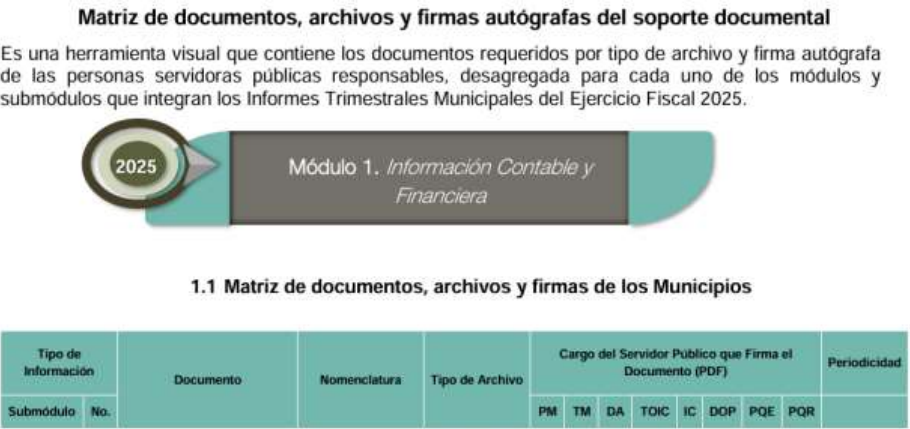 Matriz de documentos, archivos y firmas autógrafas del soporte documental
Es una herramienta visual que contiene los documentos requeridos por tipo de archivo y firma autógrafa
de las personas servidoras públicas responsables, desagregada para cada uno de los módulos y
submódulos que integran los Informes Trimestrales Municipales del Ejercicio Fiscal 2025.
2025
Módulo 1. Información Contable y
Financiera
1.1 Matriz de documentos, archivos y firmas de los Municipios
Tipo de
Información
Documento
Nomenclatura
Tipo de Archivo
Cargo del Servidor Público que Firma el
Documento (PDF)
Periodicidad
Submódulo No.
PM TM DA TOIC IC DOP PQE PQR